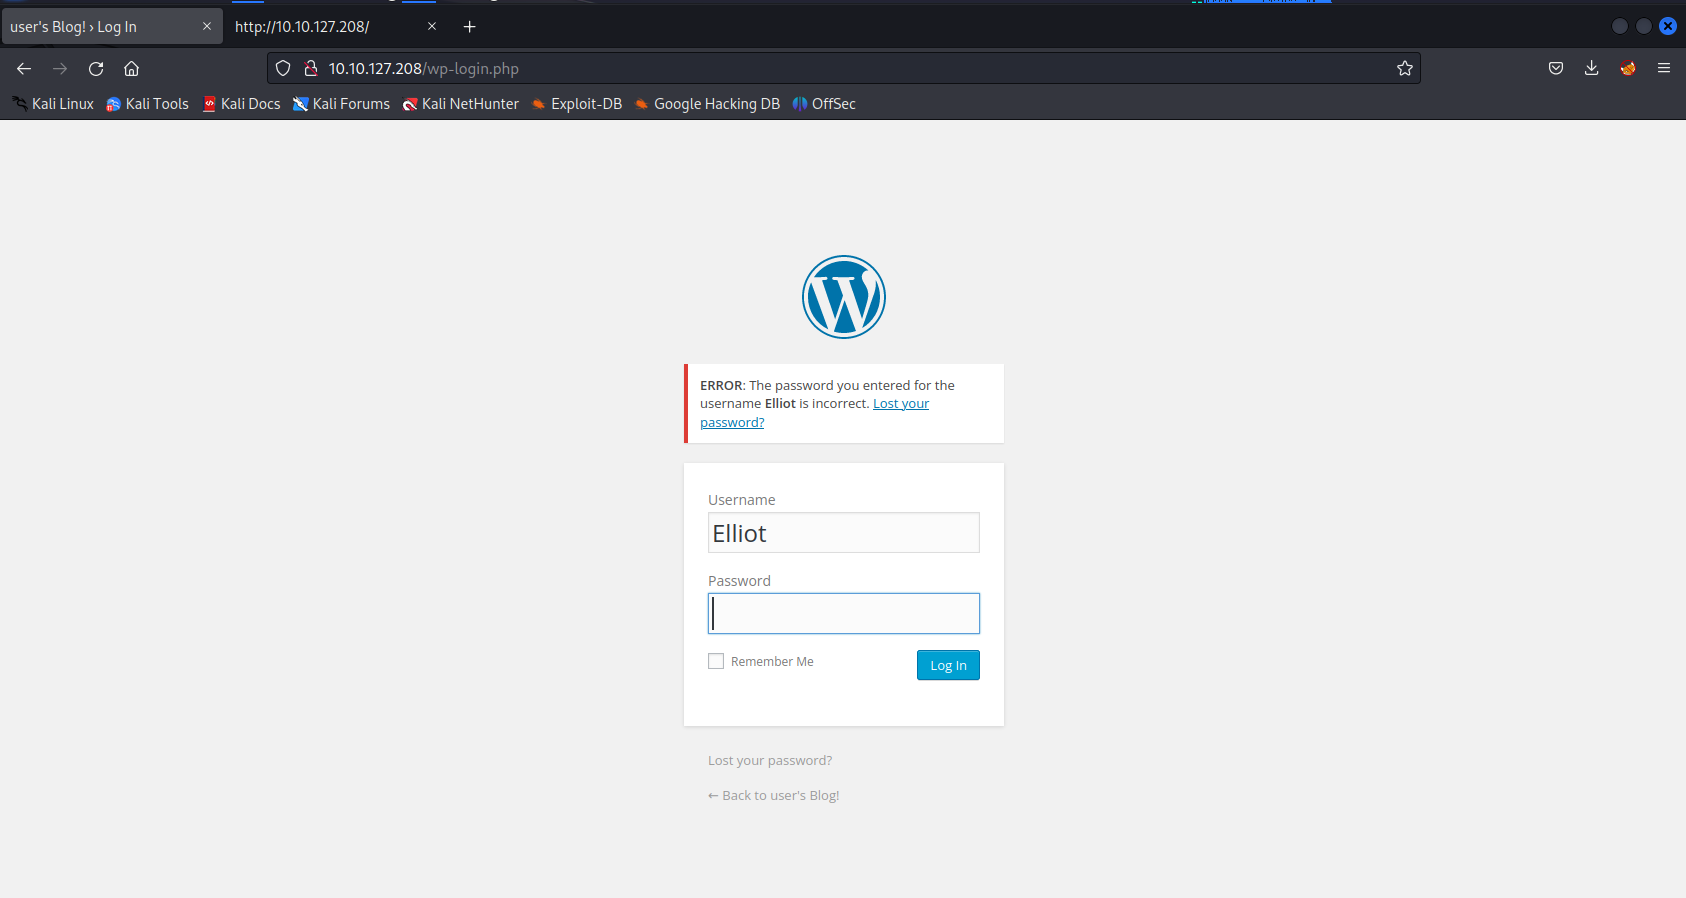 user's Blog! › Log In
http://10.10.127.208/
10.10.127.208/wp-login.php
Kali Linux Kali Tools Kali Docs Kali Forums Kali NetHunter Exploit-DB Google Hacking DB OffSec
ERROR: The password you entered for the
username Elliot is incorrect. Lost your
password?
Username
Elliot
Password
Remember Me
Log In
Lost your password?
← Back to user's Blog!